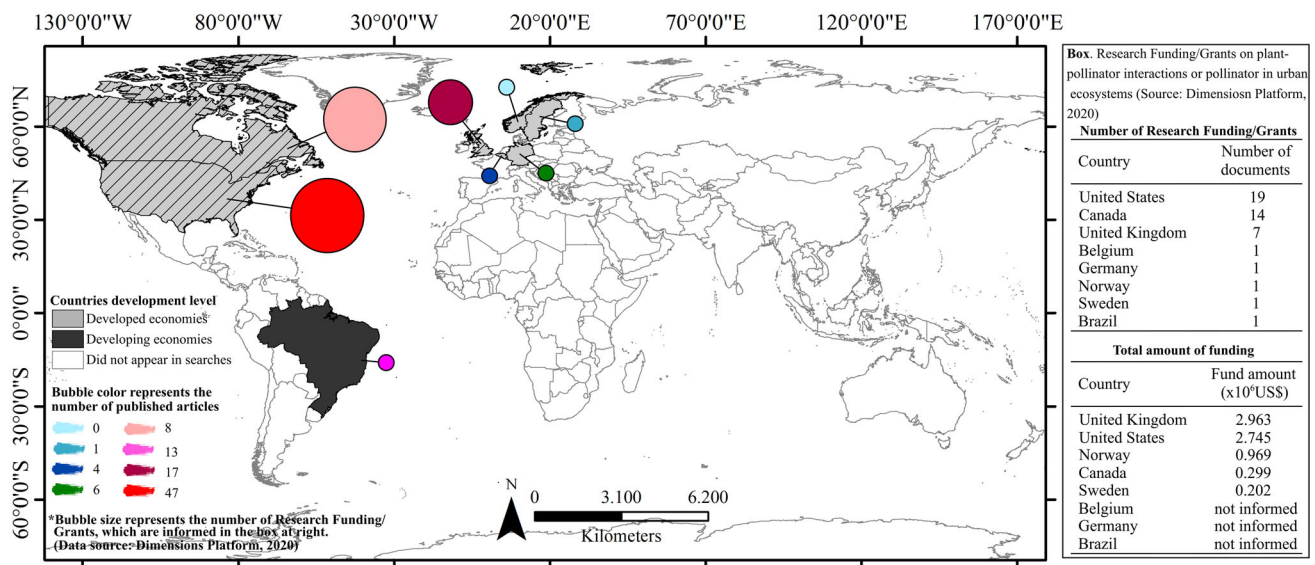 130°0'0"W 80°0'0"W 30°0'0"W 20°0'0"E 70°0'0"E 120°0'0"E 170°0'0"E
60°0'0"N
30°0'0"N
0°0'0"
30°0'0"S
60°0'0"S
Countries development level
Developed economies
Developing economies
Did not appear in searches
Bubble color represents the
number of published articles
0 8
1 13
4 17
6 47
*Bubble size represents the number of Research Funding/
Grants, which are informed in the box at right.
(Data source: Dimensions Platform, 2020)
N
0 3.100 6.200
Kilometers
Box. Research Funding/Grants on plant-
pollinator interactions or pollinator in urban
ecosystems (Source: Dimensiosn Platform,
2020)
Number of Research Funding/Grants
Country Number of
documents
United States 19
Canada 14
United Kingdom 7
Belgium 1
Germany 1
Norway 1
Sweden 1
Brazil 1
Total amount of funding
Country Fund amount
(x10⁶US$)
United Kingdom 2.963
United States 2.745
Norway 0.969
Canada 0.299
Sweden 0.202
Belgium not informed
Germany not informed
Brazil not informed